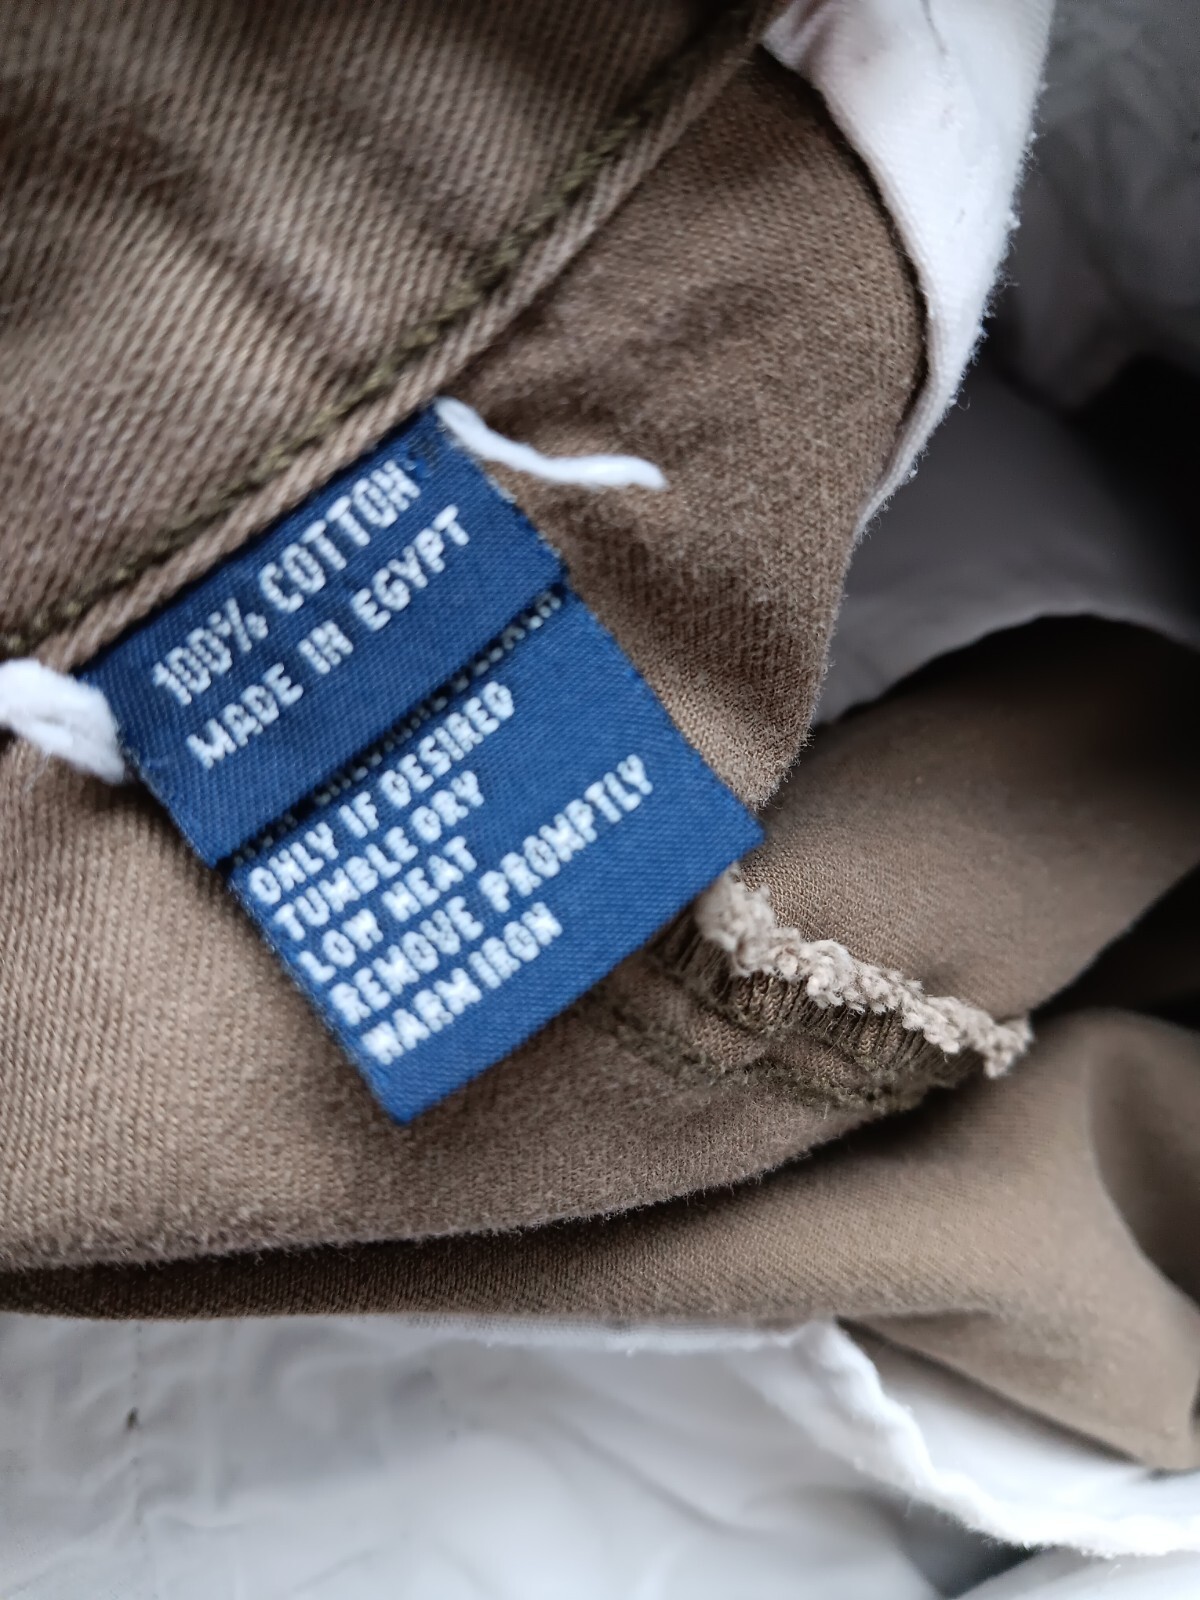 100% COTTON
MADE IN EGYPT
ONLY IF DESIRED
TUMBLE DRY
LOW HEAT
REMOVE PROMPTLY
WARM IRON